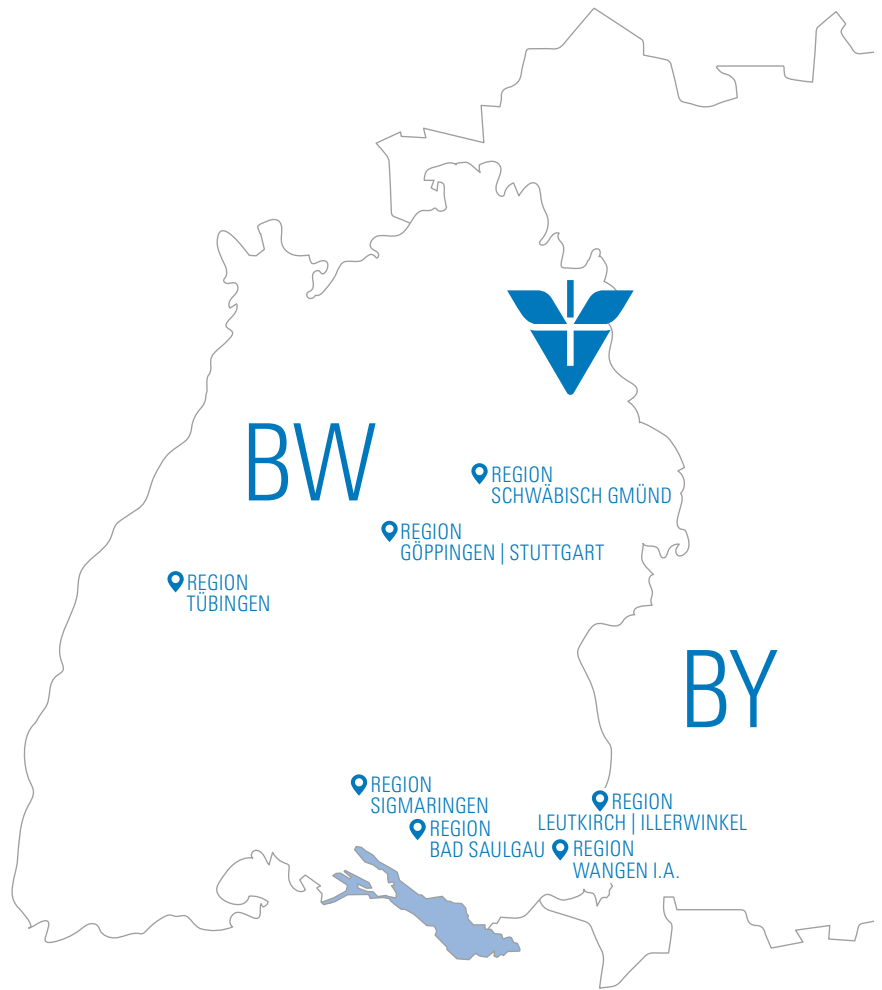 BW
REGION
SCHWÄBISCH GMÜND
REGION
GÖPPINGEN | STUTTGART
REGION
TÜBINGEN
BY
REGION
SIGMARINGEN
REGION
LEUTKIRCH | ILLERWINKEL
REGION
BAD SAULGAU
REGION
WANGEN I.A.